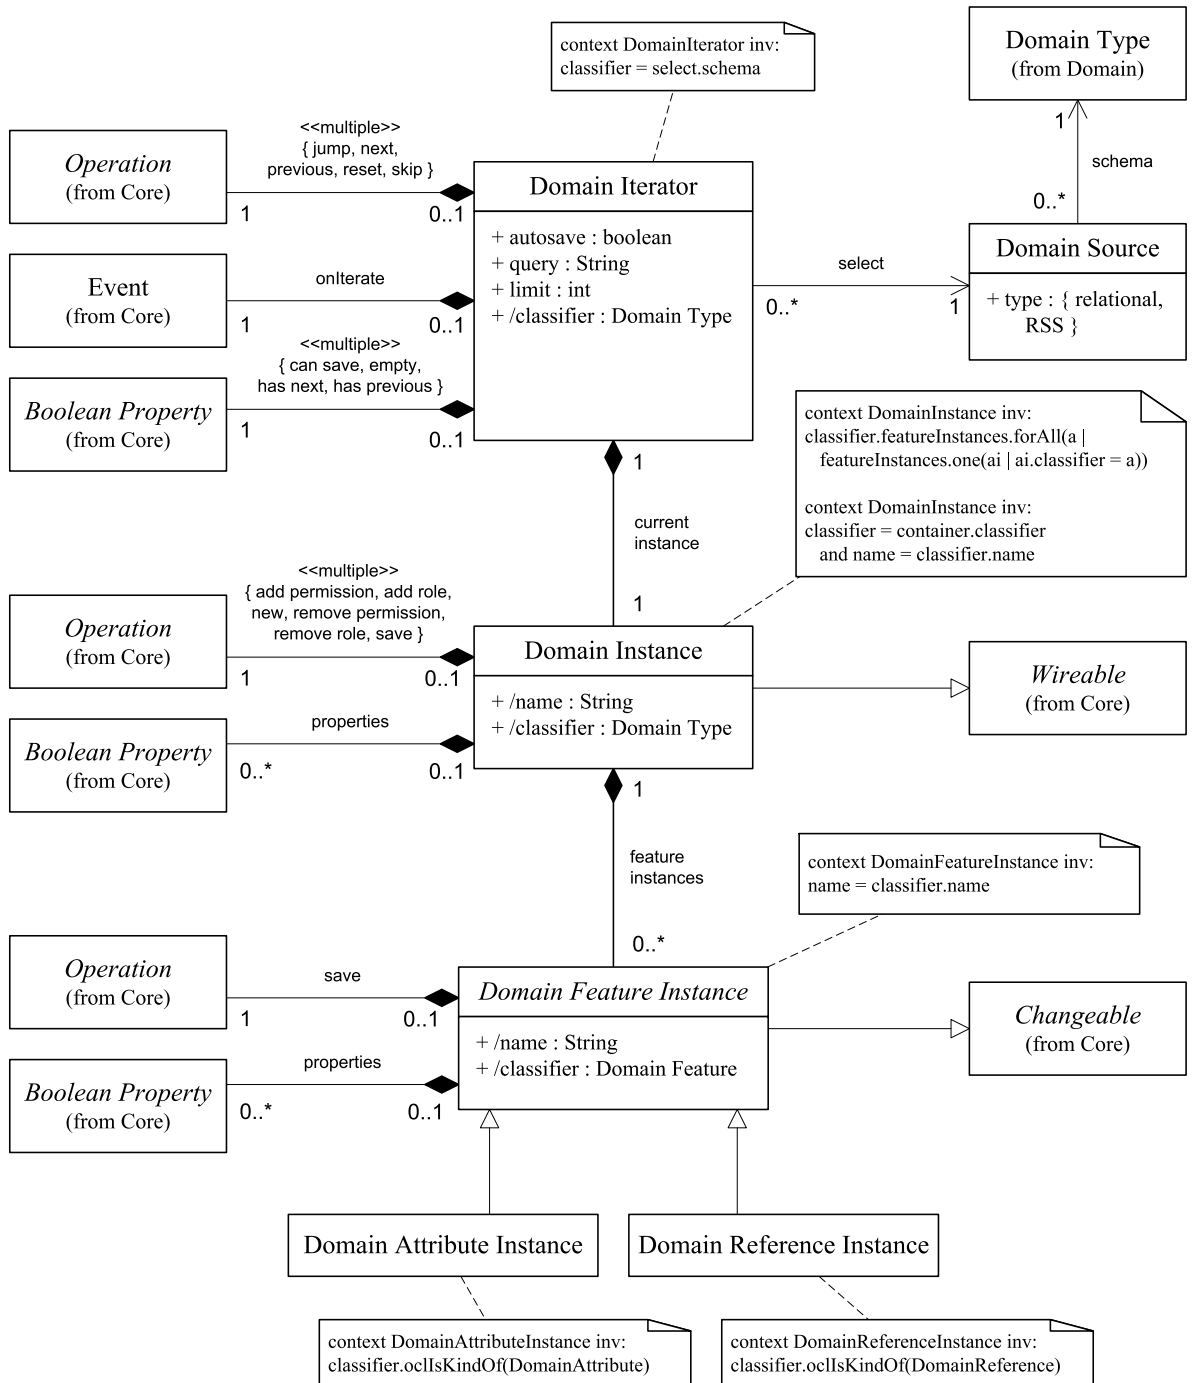 context DomainIterator inv:
classifier = select.schema
Domain Type
(from Domain)
1
schema
0..*
Operation
(from Core)
<<multiple>>
{ jump, next,
previous, reset, skip }
1
0..1
Domain Iterator
+ autosave : boolean
+ query : String
+ limit : int
+ /classifier : Domain Type
select
0..*
1
Domain Source
+ type : { relational,
RSS }
Event
(from Core)
onIterate
1
0..1
Boolean Property
(from Core)
<<multiple>>
{ can save, empty,
has next, has previous }
1
0..1
1
current
instance
1
context DomainInstance inv:
classifier.featureInstances.forAll(a |
featureInstances.one(ai | ai.classifier = a))
context DomainInstance inv:
classifier = container.classifier
and name = classifier.name
Operation
(from Core)
<<multiple>>
{ add permission, add role,
new, remove permission,
remove role, save }
1
0..1
Domain Instance
+ /name : String
+ /classifier : Domain Type
Wireable
(from Core)
Boolean Property
(from Core)
properties
0..*
0..1
1
feature
instances
0..*
context DomainFeatureInstance inv:
name = classifier.name
Operation
(from Core)
save
1
0..1
Domain Feature Instance
+ /name : String
+ /classifier : Domain Feature
Changeable
(from Core)
Boolean Property
(from Core)
properties
0..*
0..1
Domain Attribute Instance
Domain Reference Instance
context DomainAttributeInstance inv:
classifier.oclIsKindOf(DomainAttribute)
context DomainReferenceInstance inv:
classifier.oclIsKindOf(DomainReference)